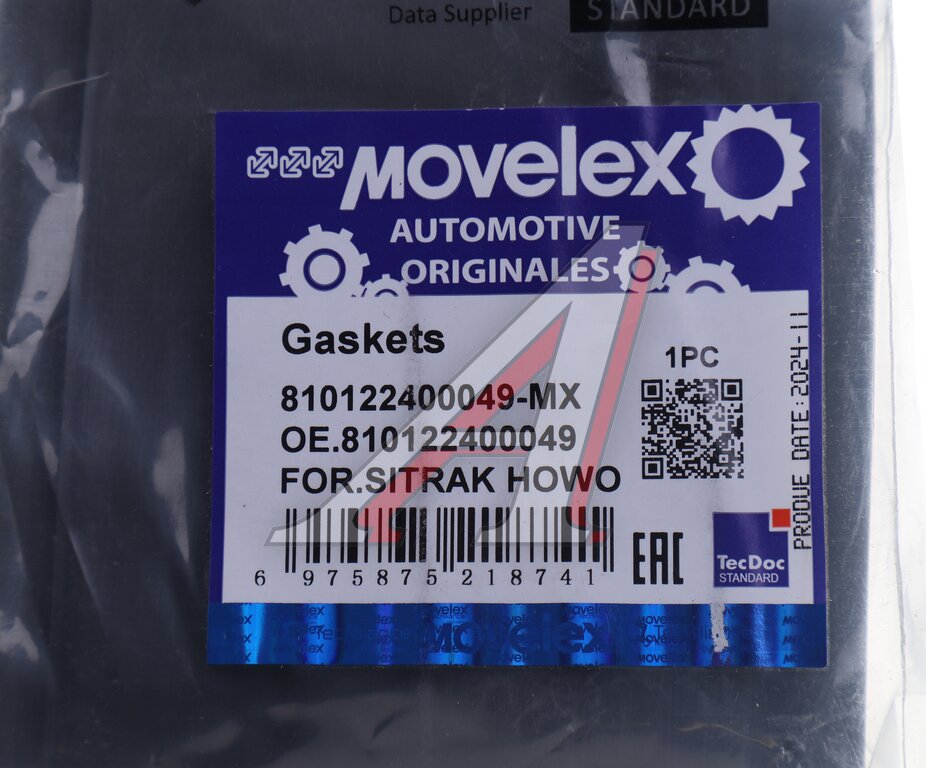 Data Supplier
STANDARD
MOVELEX
AUTOMOTIVE
ORIGINALES
Gaskets
810122400049-MX
OE.810122400049
FOR.SITRAK HOWO
1PC
PRODUE DATE:2024-11
6 975875 218741
EAC
TecDoc
STANDARD
MOVELEX